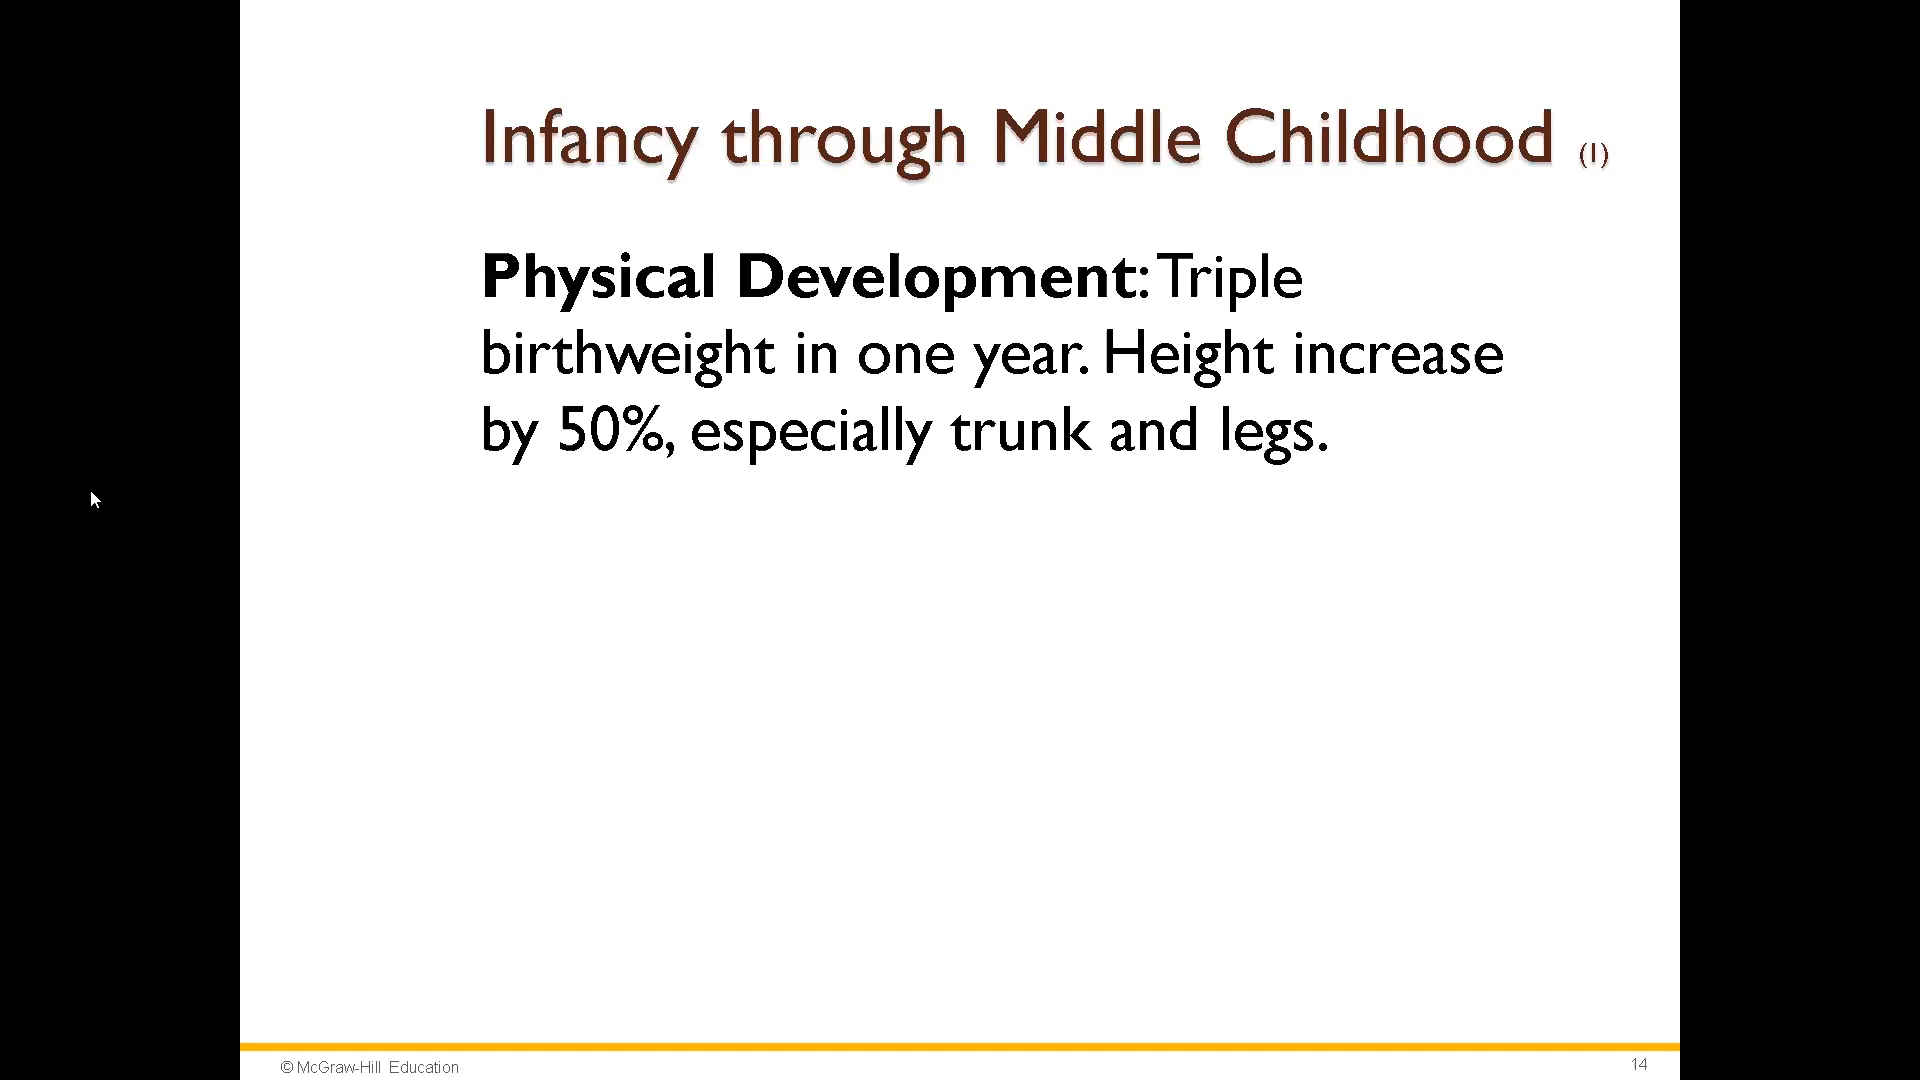 Infancy through Middle Childhood (1)
Physical Development: Triple
birthweight in one year. Height increase
by 50%, especially trunk and legs.
© McGraw-Hill Education
14